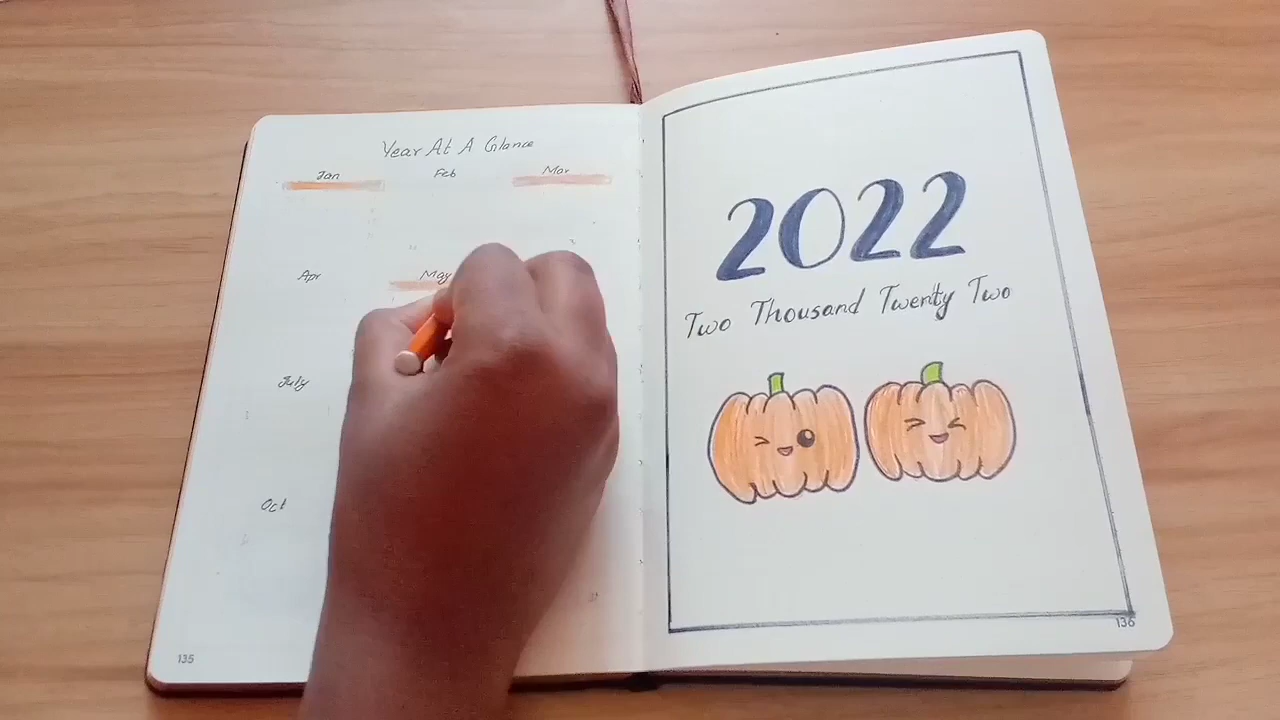 Year At A Glance
Jan Feb Mar
Apr May
July
Oct
135
2022
Two Thousand Twenty Two
136